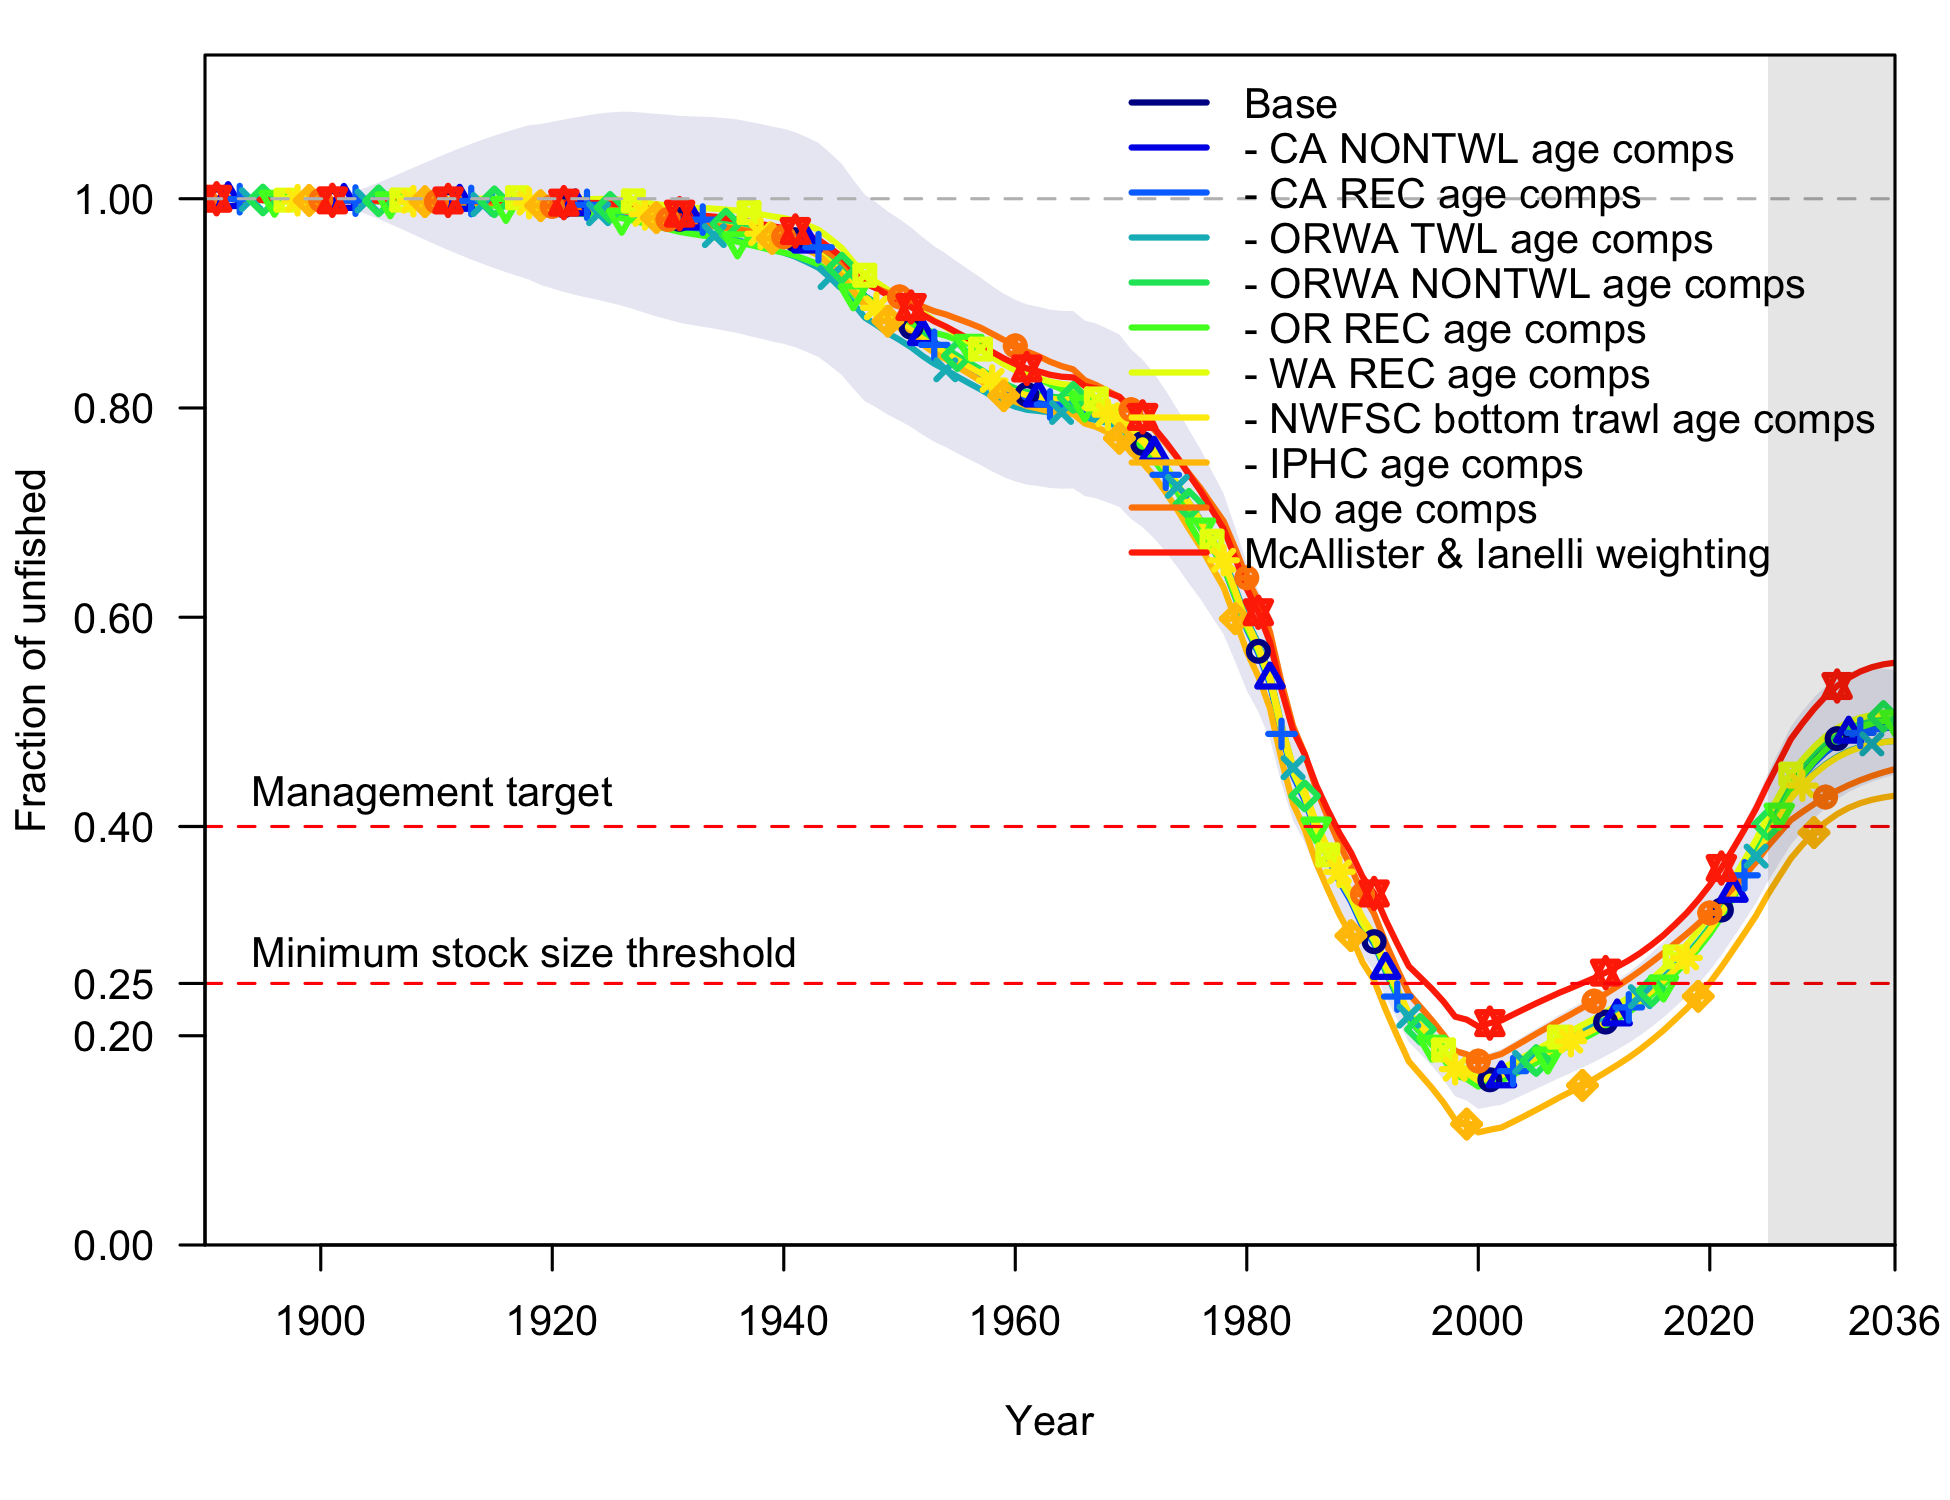 Base
- CA NONTWL age comps
- CA REC age comps
- ORWA TWL age comps
- ORWA NONTWL age comps
- OR REC age comps
- WA REC age comps
- NWFSC bottom trawl age comps
- IPHC age comps
- No age comps
McAllister & Ianelli weighting
1.00
0.80
0.60
0.40
0.25
0.20
0.00
Fraction of unfished
Management target
Minimum stock size threshold
1900 1920 1940 1960 1980 2000 2020 2036
Year